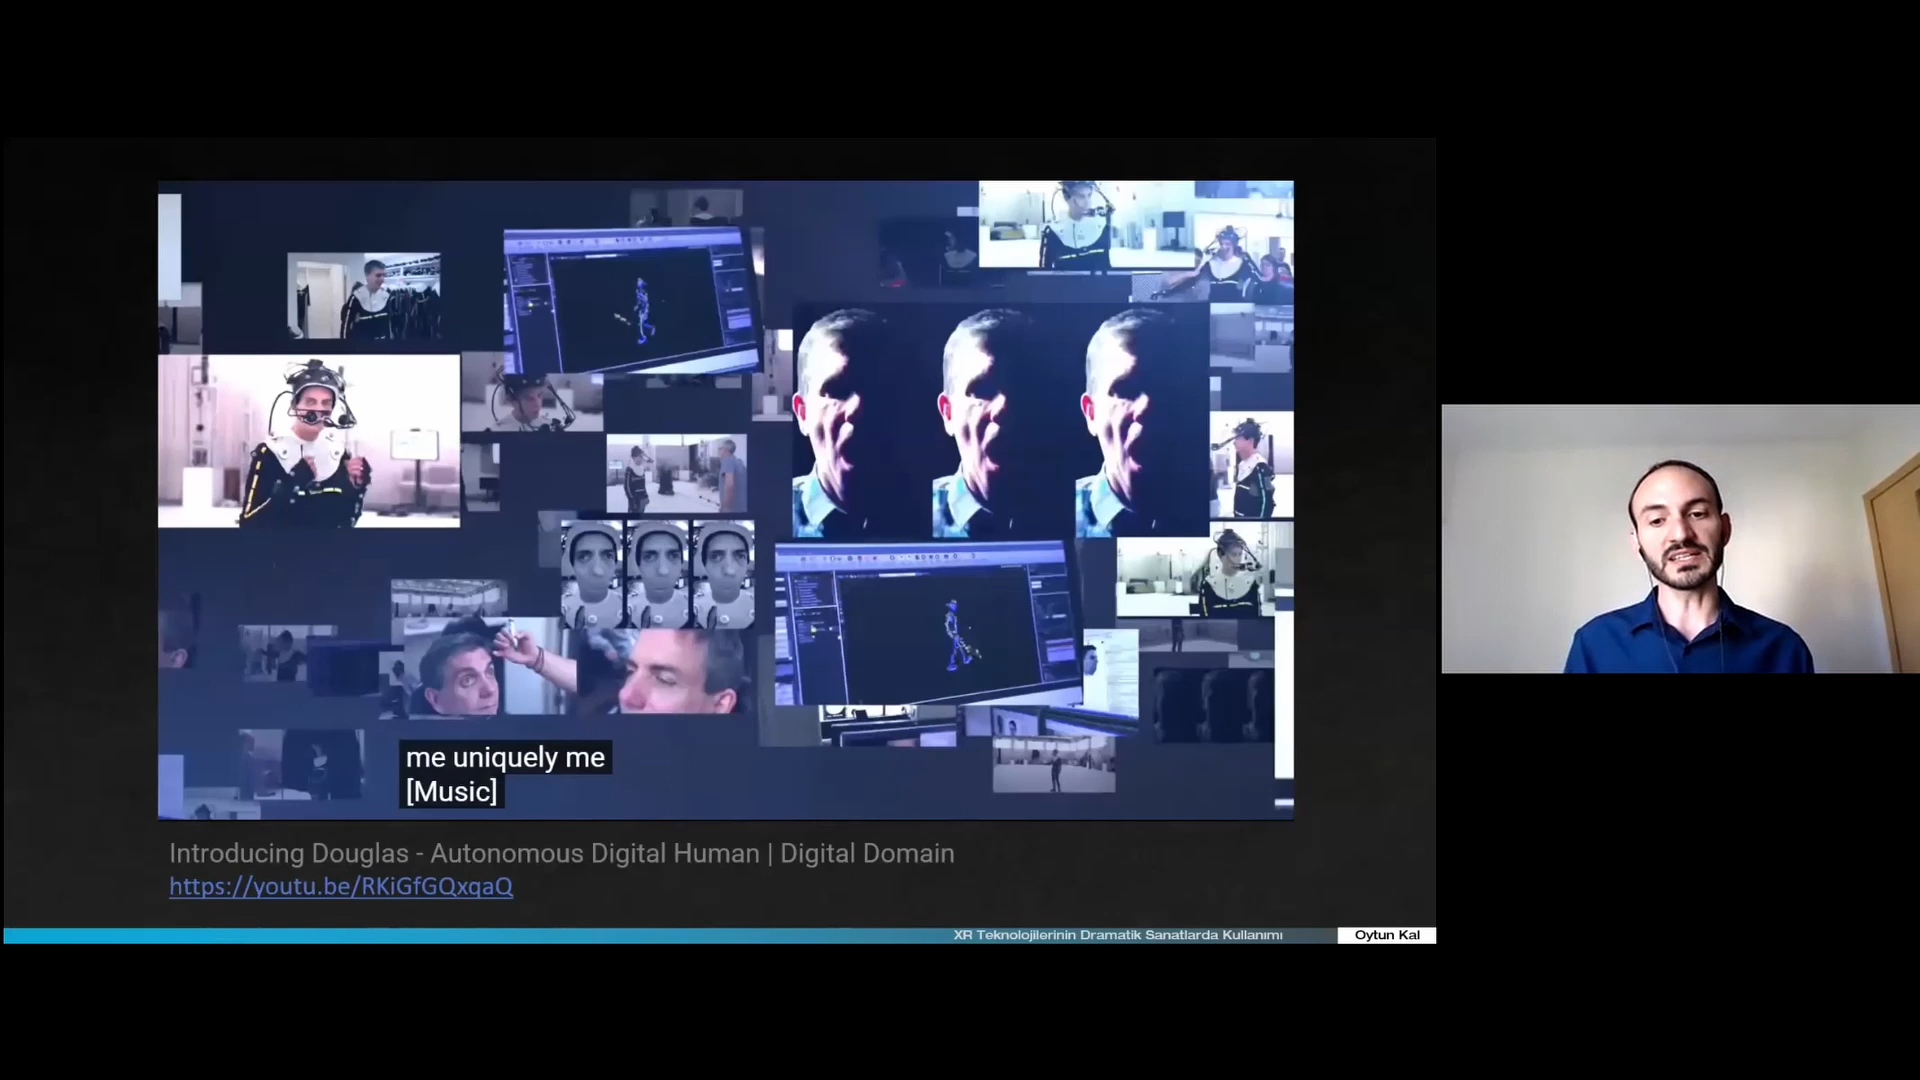 me uniquely me
[Music]
Introducing Douglas - Autonomous Digital Human | Digital Domain
https://youtu.be/RKiGfGQxqaQ
XR Teknolojilerinin Dramatik Sanatlarda Kullanımı
Oytun Kal